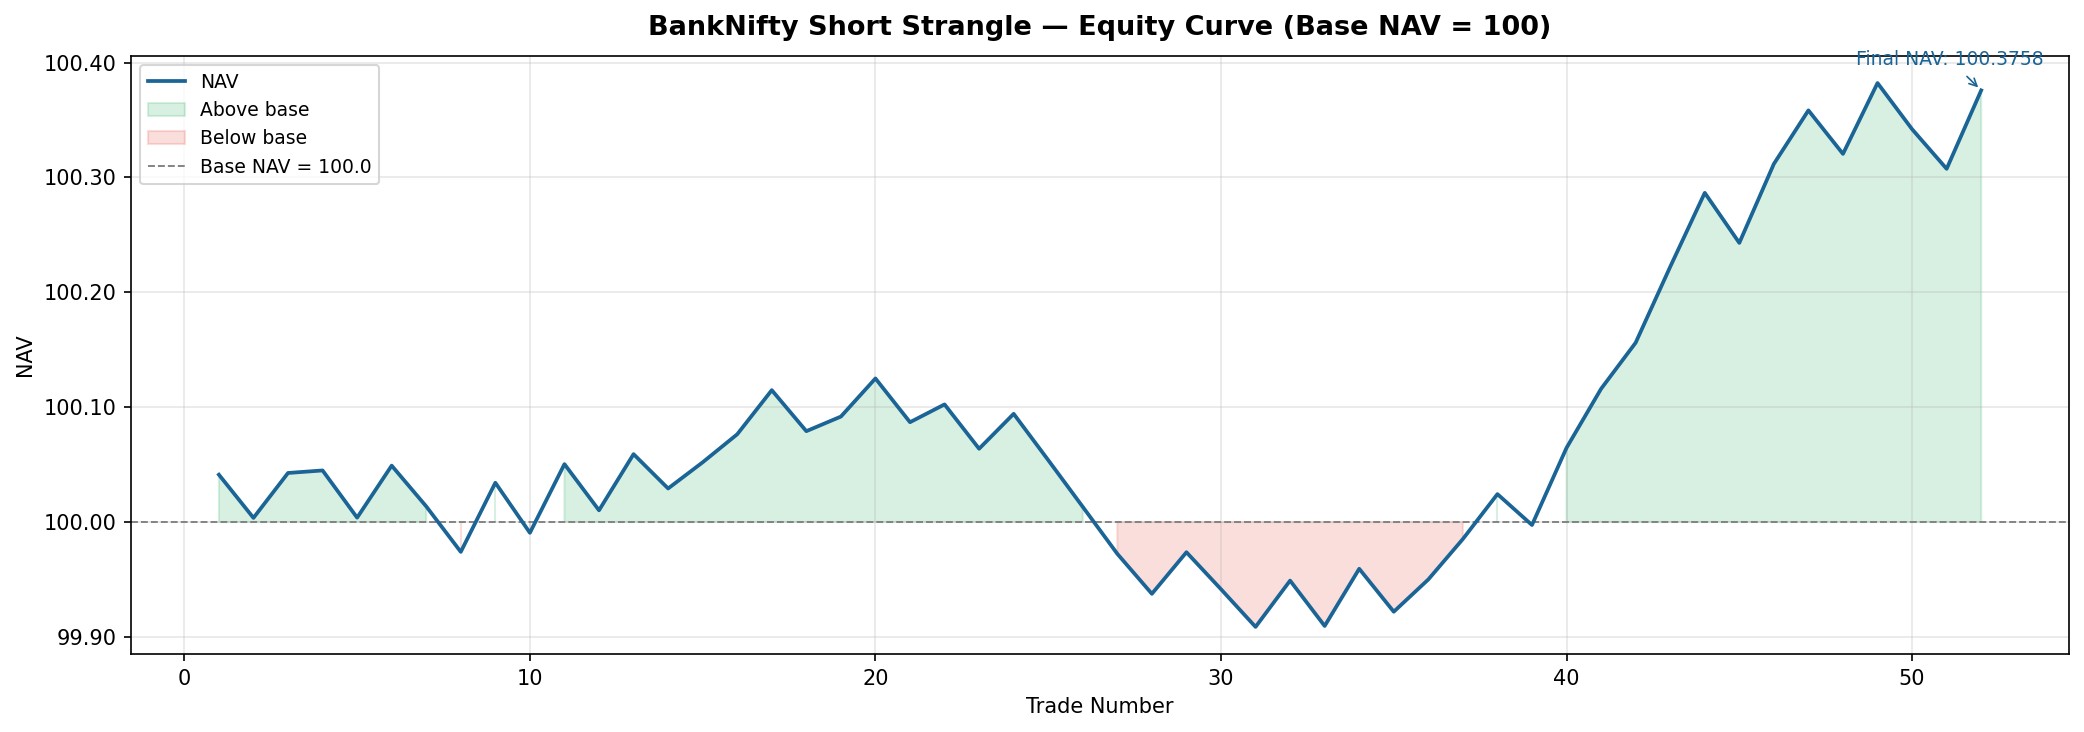 BankNifty Short Strangle — Equity Curve (Base NAV = 100)
Final NAV: 100.3758
NAV
Above base
Below base
Base NAV = 100.0
100.40
100.30
100.20
100.10
100.00
99.90
NAV
0 10 20 30 40 50
Trade Number